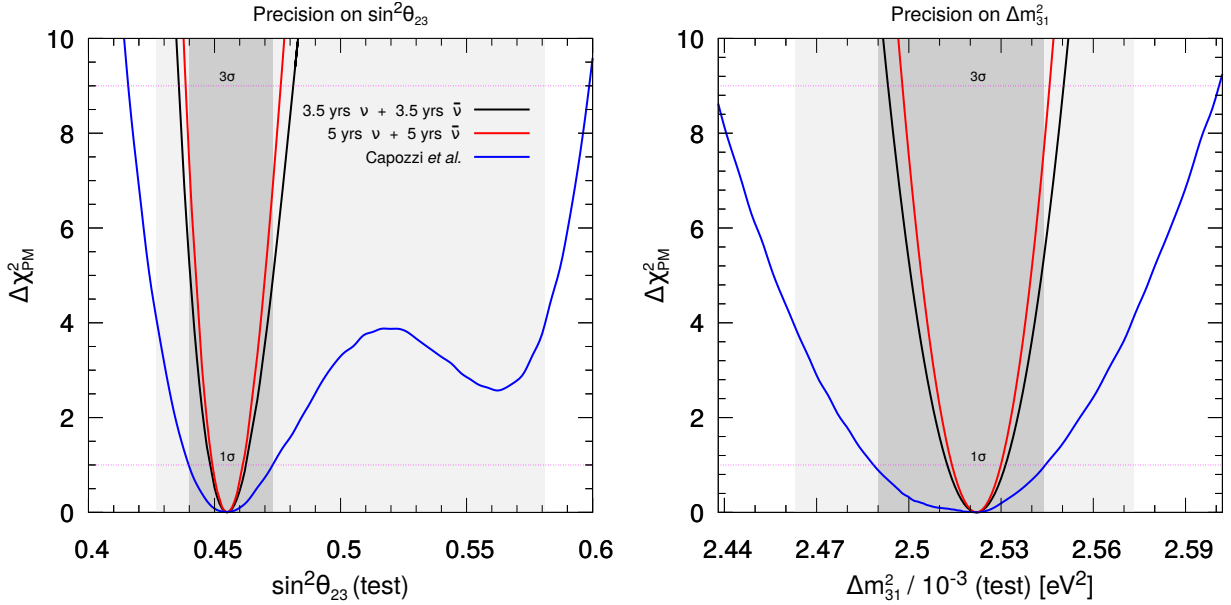 Precision on sin²θ₂₃
10
8
6
4
2
0
Δχ²PM
3σ
3.5 yrs ν + 3.5 yrs ν̄
5 yrs ν + 5 yrs ν̄
Capozzi et al.
1σ
0.4 0.45 0.5 0.55 0.6
sin²θ₂₃ (test)
Precision on Δm²₃₁
10
8
6
4
2
0
Δχ²PM
3σ
1σ
2.44 2.47 2.5 2.53 2.56 2.59
Δm²₃₁ / 10⁻³ (test) [eV²]